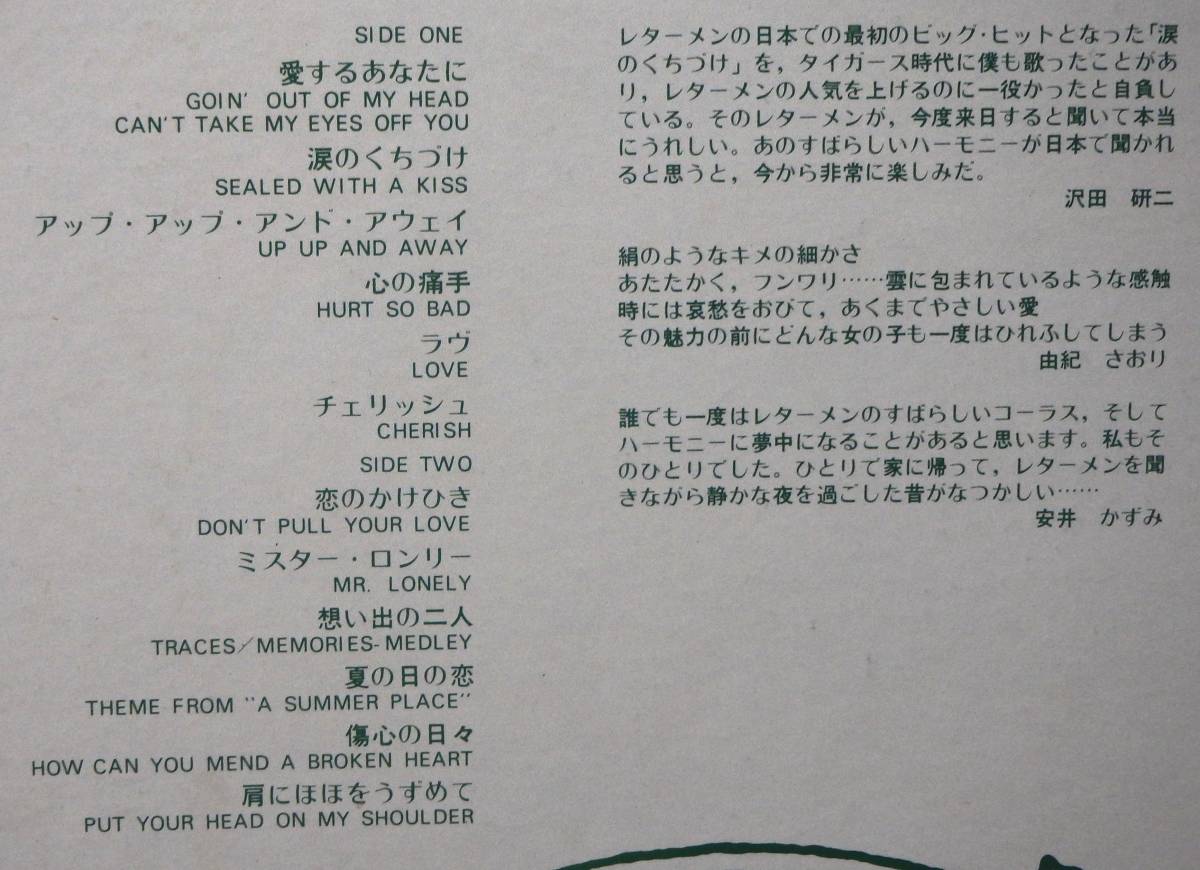 SIDE ONE
愛するあなたに
GOIN' OUT OF MY HEAD
CAN'T TAKE MY EYES OFF YOU
涙のくちづけ
SEALED WITH A KISS
アップ・アップ・アンド・アウェイ
UP UP AND AWAY
心の痛手
HURT SO BAD
ラヴ
LOVE
チェリッシュ
CHERISH
SIDE TWO
恋のかけひき
DON'T PULL YOUR LOVE
ミスター・ロンリー
MR. LONELY
想い出の二人
TRACES/MEMORIES-MEDLEY
夏の日の恋
THEME FROM "A SUMMER PLACE"
傷心の日々
HOW CAN YOU MEND A BROKEN HEART
肩にほほをうずめて
PUT YOUR HEAD ON MY SHOULDER
レターメンの日本での最初のビッグ・ヒットとなった「涙
のくちづけ」を，タイガース時代に僕も歌ったことがあ
り，レターメンの人気を上げるのに一役かったと自負し
ている。そのレターメンが，今度来日すると聞いて本当
にうれしい。あのすばらしいハーモニーが日本で聞かれ
ると思うと，今から非常に楽しみだ。
沢田　研二
絹のようなキメの細かさ
あたたかく，フンワリ……雲に包まれているような感触
時には哀愁をおびて，あくまでやさしい愛
その魅力の前にどんな女の子も一度はひれふしてしまう
由紀　さおり
誰でも一度はレターメンのすばらしいコーラス，そして
ハーモニーに夢中になることがあると思います。私もそ
のひとりでした。ひとりで家に帰って，レターメンを聞
きながら静かな夜を過ごした昔がなつかしい……
安井　かずみ